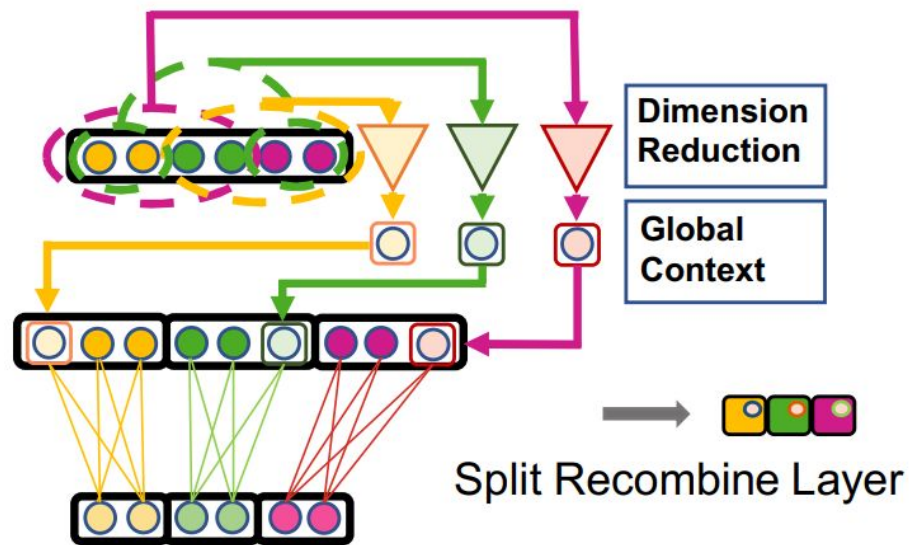 Dimension
Reduction
Global
Context
Split Recombine Layer